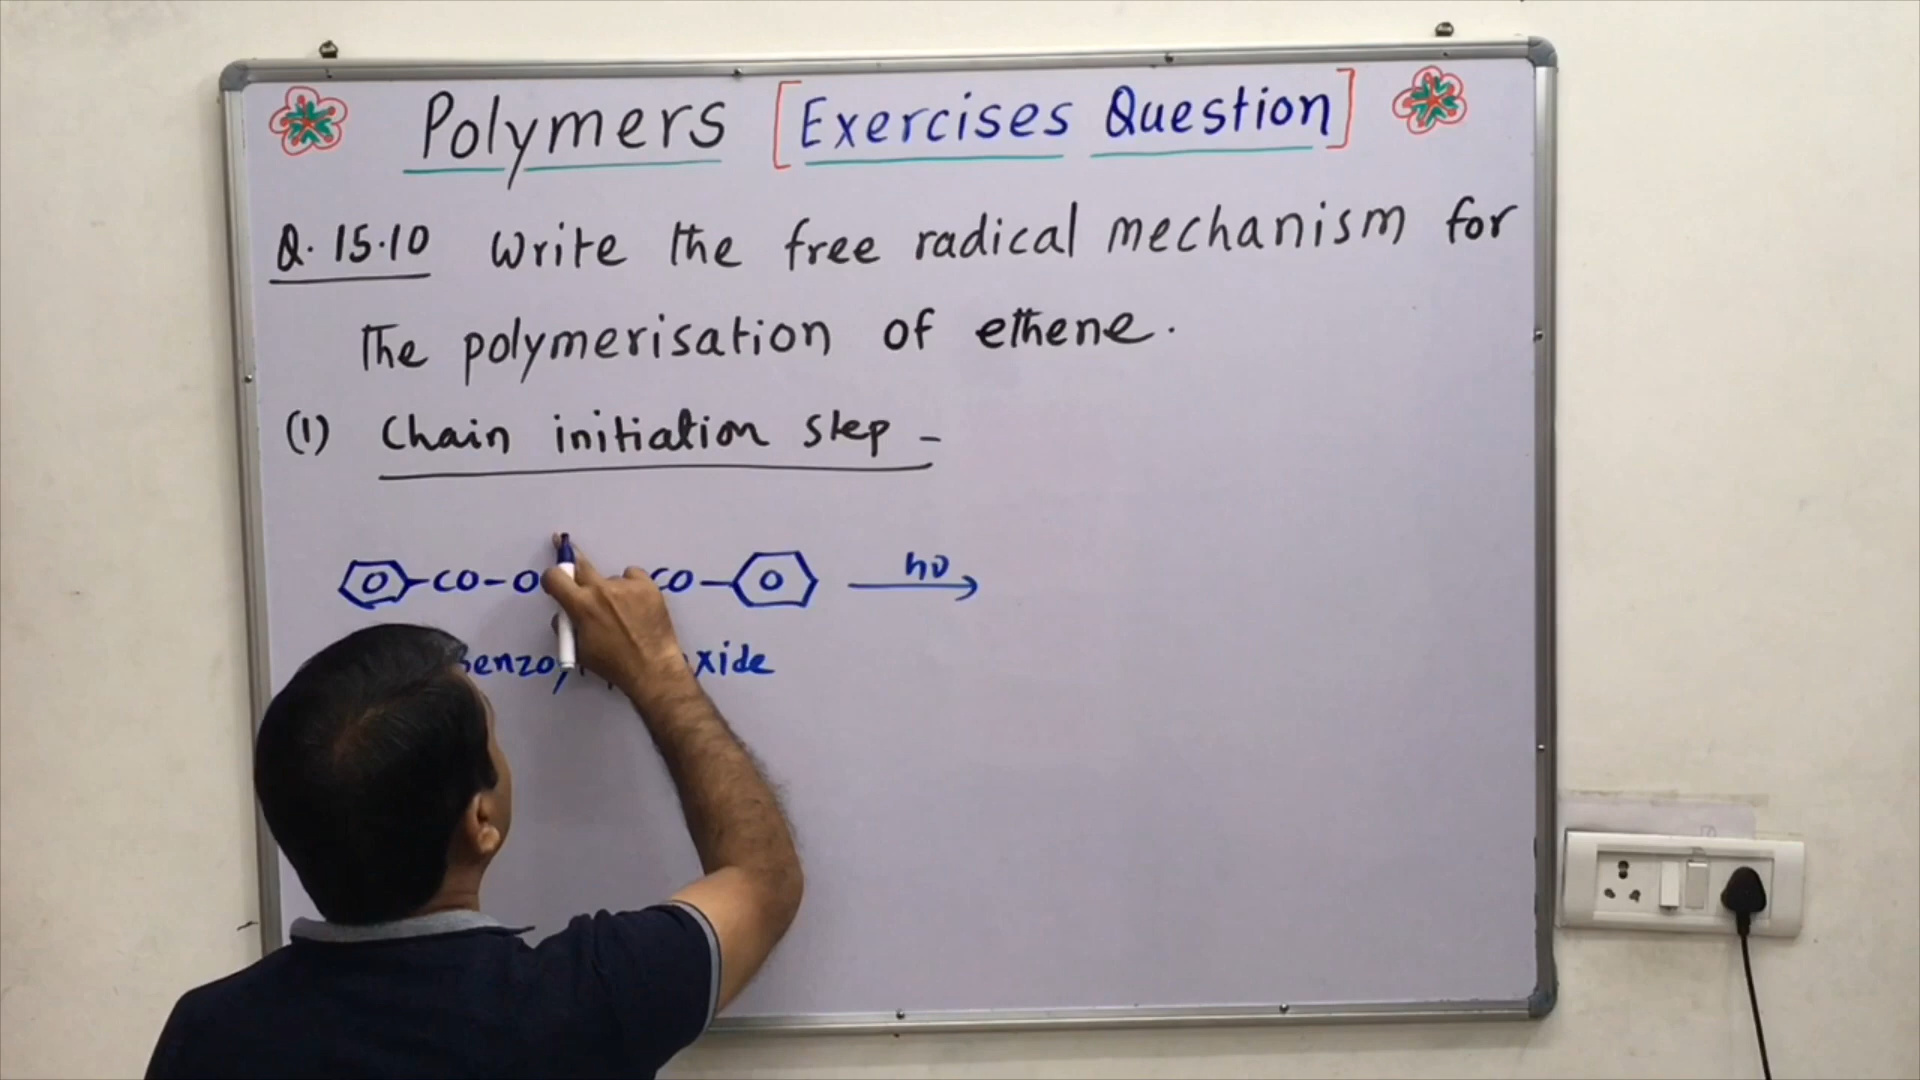 Polymers [Exercises Question]
Q. 15.10 Write the free radical mechanism for
the polymerisation of ethene.
(1) Chain initiation step -
CO-O CO hν